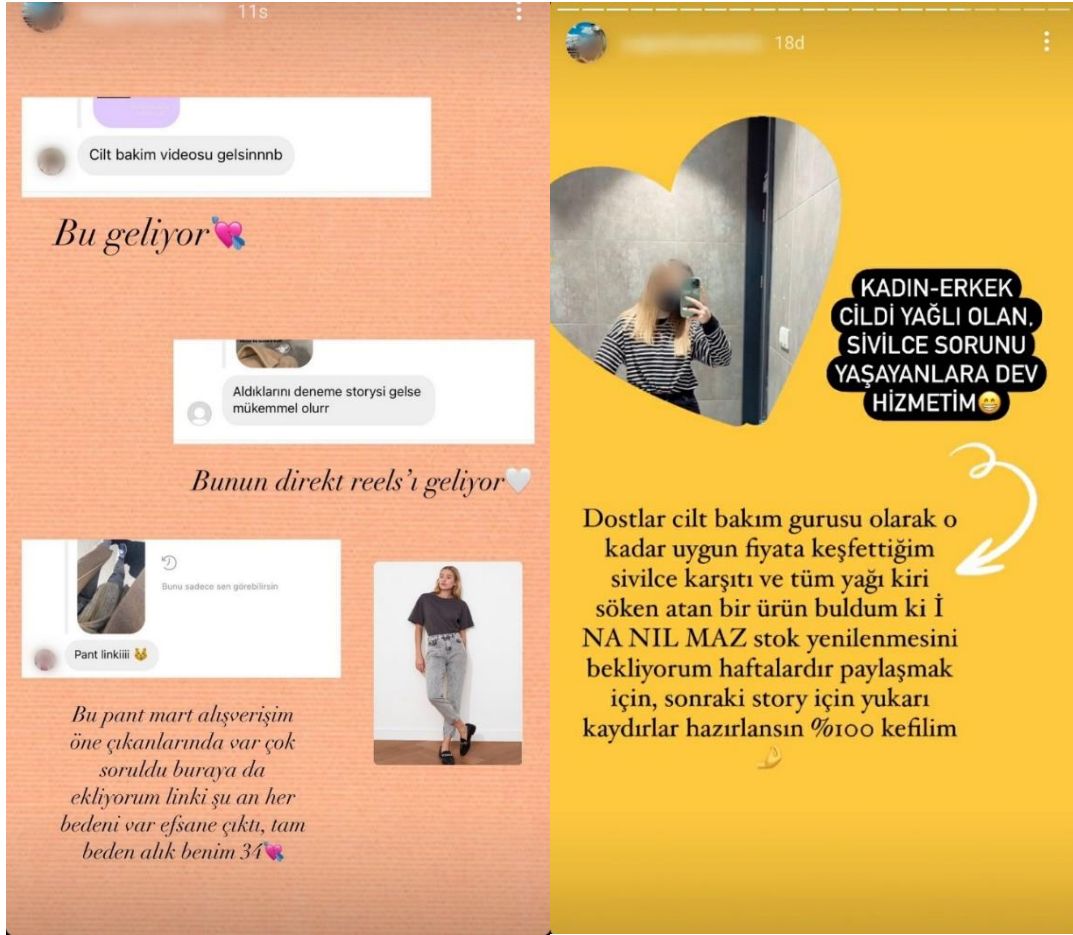 11s
Cilt bakim videosu gelsinnnb
Bu geliyor💘
Aldıklarını deneme storysi gelse
mükemmel olurr
Bunun direkt reels’ı geliyor🤍
Bunu sadece sen görebilirsin
Pant linkiiii 😽
Bu pant mart alışverişim
öne çıkanlarında var çok
soruldu buraya da
ekliyorum linki şu an her
bedeni var efsane çıktı, tam
beden alık benim 34💘
18d
KADIN-ERKEK
CİLDİ YAĞLI OLAN,
SİVİLCE SORUNU
YAŞAYANLARA DEV
HİZMETİM😁
Dostlar cilt bakım gurusu olarak o
kadar uygun fiyata keşfettiğim
sivilce karşıtı ve tüm yağı kiri
söken atan bir ürün buldum ki İ
NA NIL MAZ stok yenilenmesini
bekliyorum haftalardır paylaşmak
için, sonraki story için yukarı
kaydırlar hazırlansın %100 kefilim
🫴